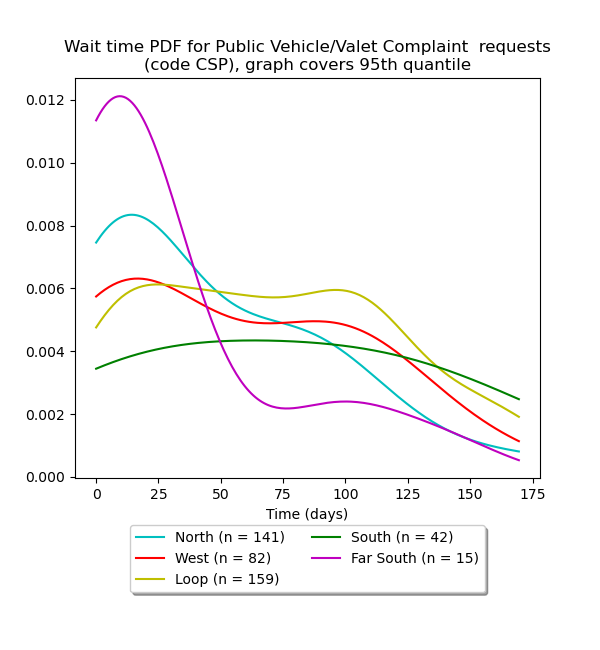 Wait time PDF for Public Vehicle/Valet Complaint  requests
(code CSP), graph covers 95th quantile
0.012
0.010
0.008
0.006
0.004
0.002
0.000
0 25 50 75 100 125 150 175
Time (days)
North (n = 141)
West (n = 82)
Loop (n = 159)
South (n = 42)
Far South (n = 15)